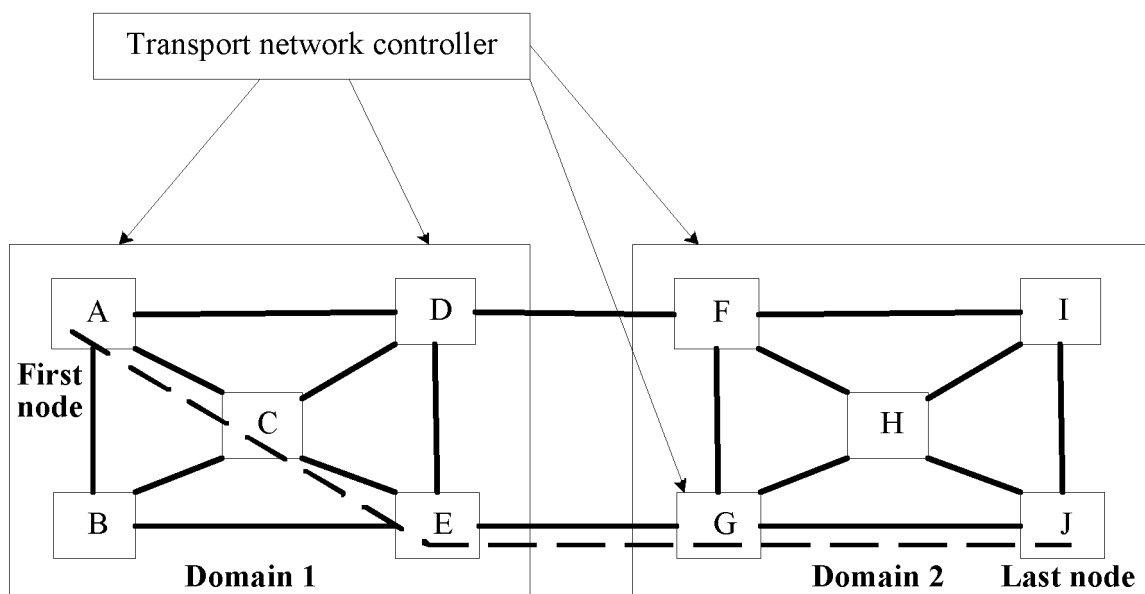 Transport network controller
A
D
F
I
First
node
C
H
B
E
G
J
Domain 1
Domain 2
Last node